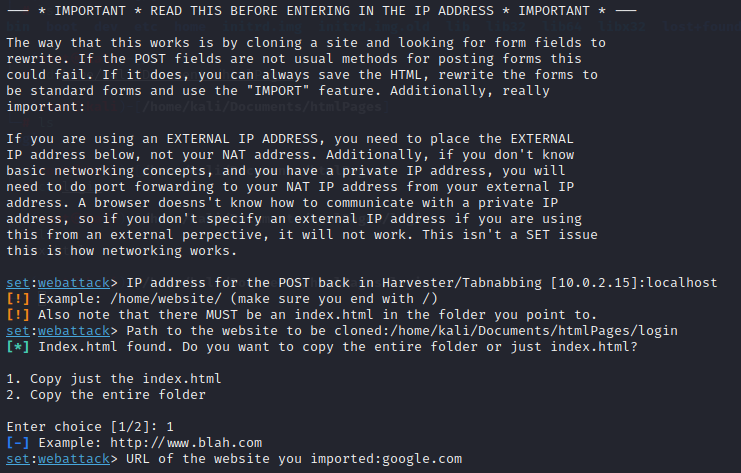 --- * IMPORTANT * READ THIS BEFORE ENTERING IN THE IP ADDRESS * IMPORTANT * ---
The way that this works is by cloning a site and looking for form fields to
rewrite. If the POST fields are not usual methods for posting forms this
could fail. If it does, you can always save the HTML, rewrite the forms to
be standard forms and use the "IMPORT" feature. Additionally, really
important:
/home/kali/Documents/htmlPages
If you are using an EXTERNAL IP ADDRESS, you need to place the EXTERNAL
IP address below, not your NAT address. Additionally, if you don't know
basic networking concepts, and you have a private IP address, you will
need to do port forwarding to your NAT IP address from your external IP
address. A browser doesns't know how to communicate with a private IP
address, so if you don't specify an external IP address if you are using
this from an external perpective, it will not work. This isn't a SET issue
this is how networking works.
set:webattack> IP address for the POST back in Harvester/Tabnabbing [10.0.2.15]:localhost
[!] Example: /home/website/ (make sure you end with /)
[!] Also note that there MUST be an index.html in the folder you point to.
set:webattack> Path to the website to be cloned:/home/kali/Documents/htmlPages/login
[*] Index.html found. Do you want to copy the entire folder or just index.html?
1. Copy just the index.html
2. Copy the entire folder
Enter choice [1/2]: 1
[-] Example: http://www.blah.com
set:webattack> URL of the website you imported:google.com